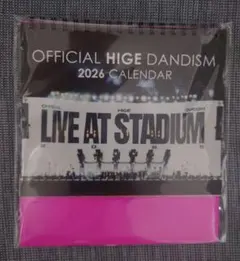 OFFICIAL HIGE DANDISM
2026 CALENDAR
LIVE AT STADIUM